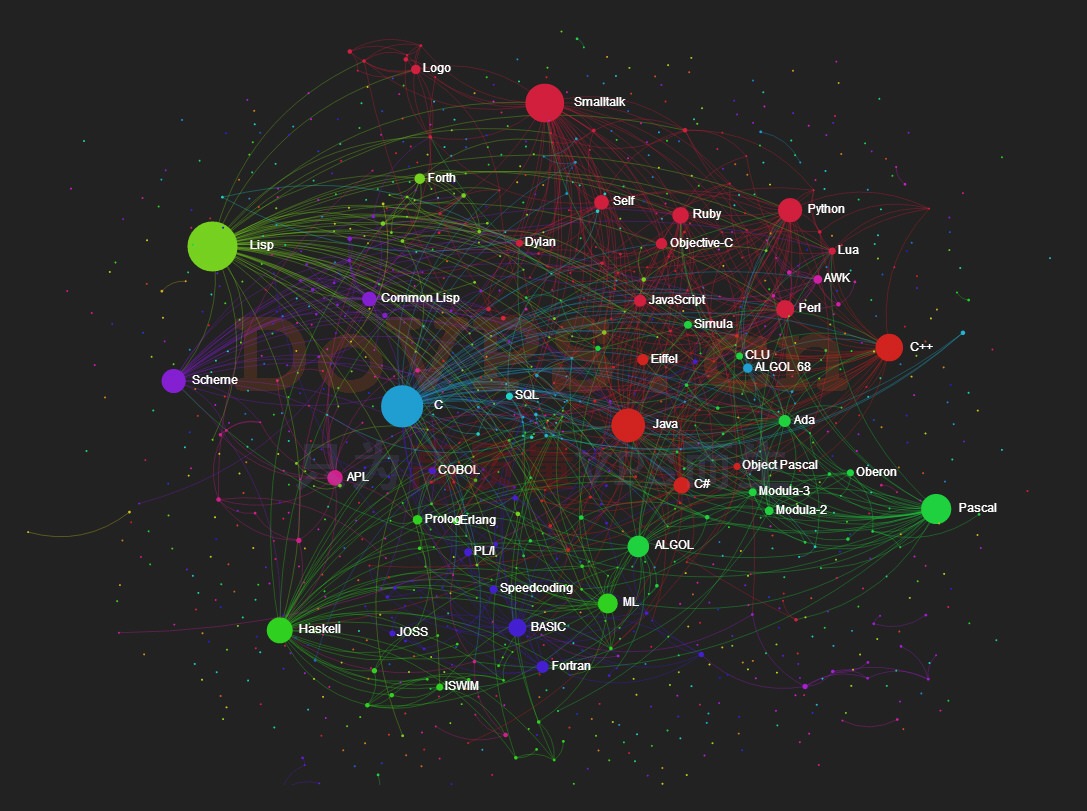 Logo
Smalltalk
Forth
Self
Ruby
Python
Lisp
Dylan
Objective-C
Lua
AWK
Common Lisp
JavaScript
Perl
Simula
C++
Eiffel
CLU
ALGOL 68
Scheme
SQL
C
Java
Ada
COBOL
Object Pascal
Oberon
APL
C#
Modula-3
Modula-2
Pascal
Prolog
Erlang
ALGOL
PL/I
Speedcoding
ML
Haskell
JOSS
BASIC
Fortran
ISWIM